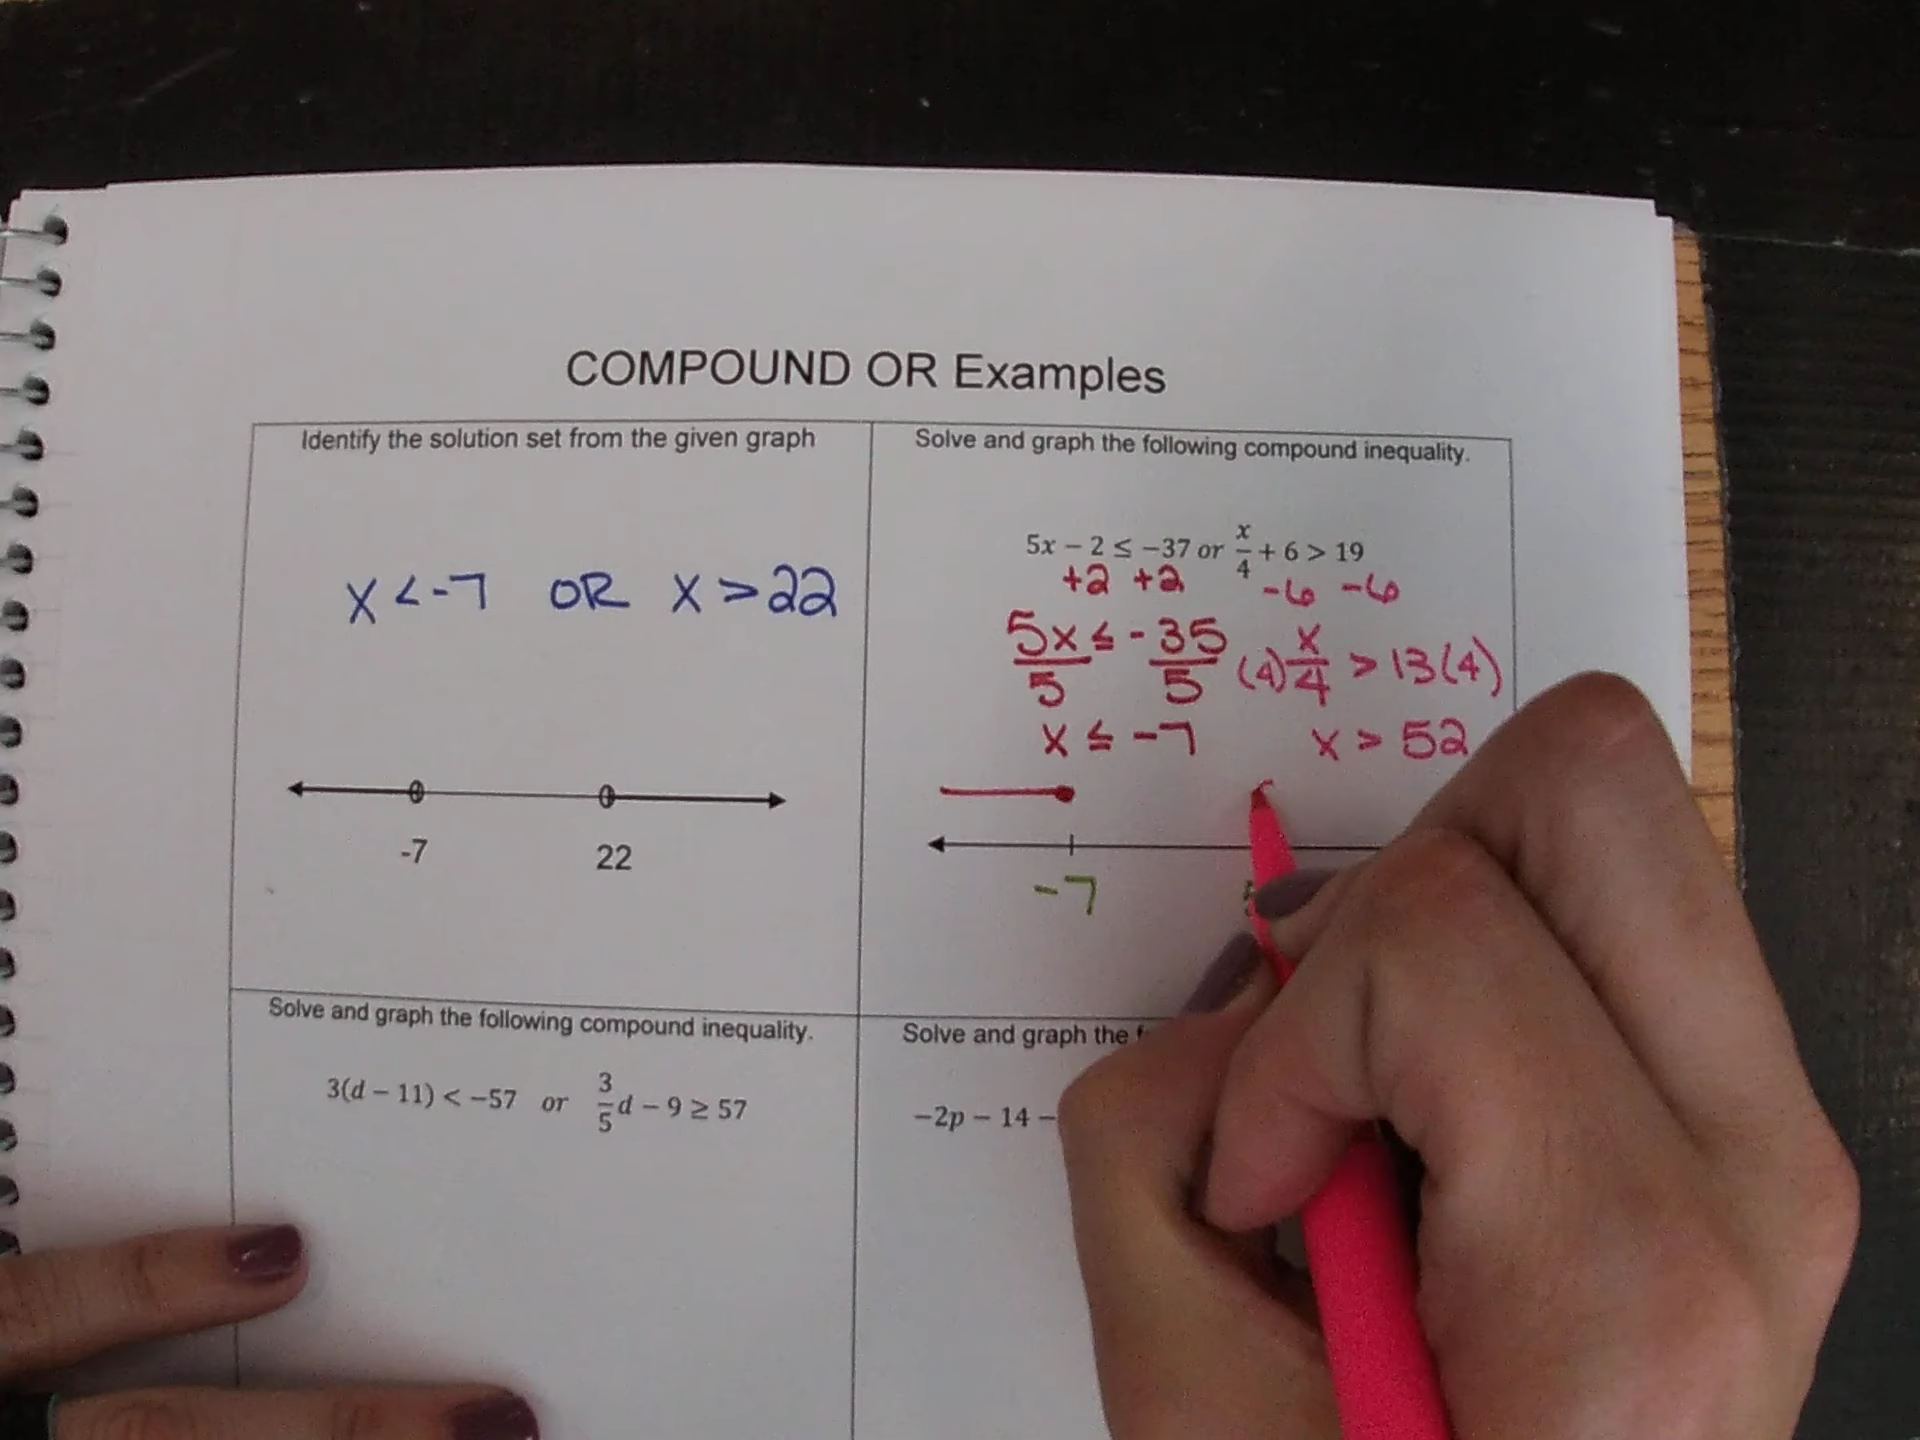 COMPOUND OR Examples
Identify the solution set from the given graph
x < -7 OR x > 22
-7 22
Solve and graph the following compound inequality.
5x − 2 ≤ −37 or x/4 + 6 > 19
+2 +2 -6 -6
5x/5 ≤ -35/5 (4) x/4 > 13(4)
x ≤ -7 x > 52
-7
Solve and graph the following compound inequality.
3(d − 11) < −57 or 3/5 d − 9 ≥ 57
Solve and graph the
−2p − 14 −